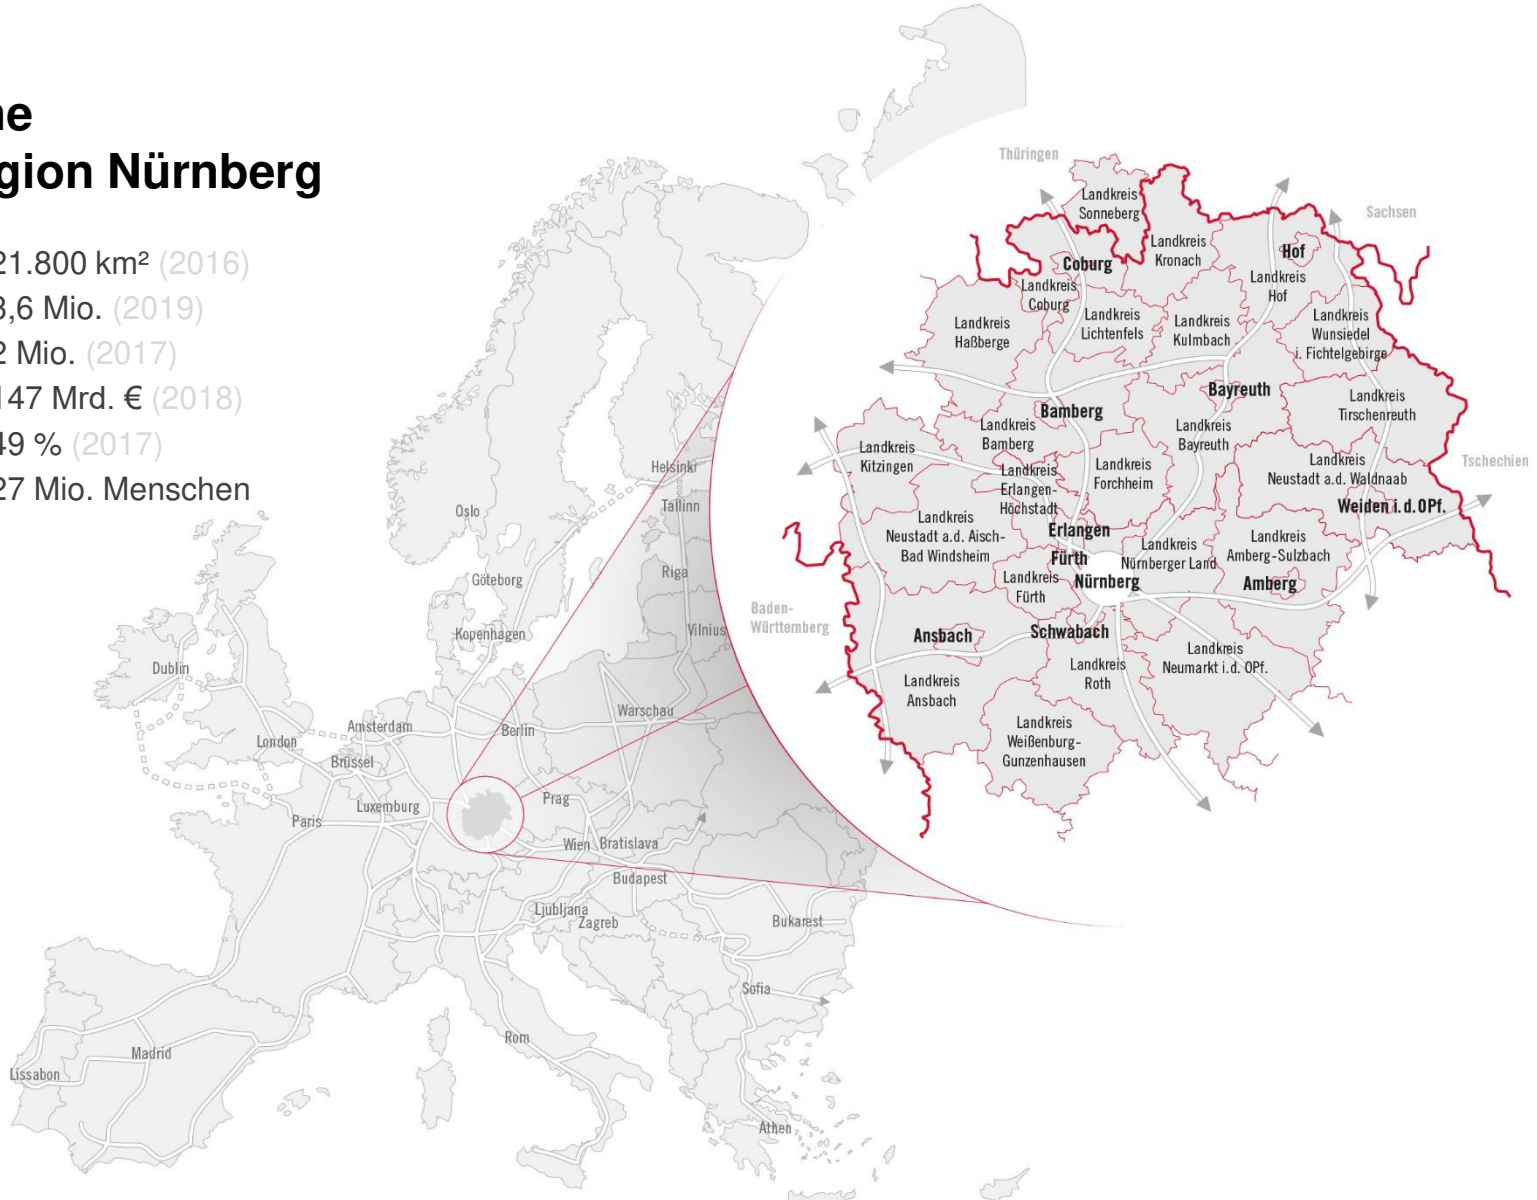 ne
gion Nürnberg
21.800 km² (2016)
3,6 Mio. (2019)
2 Mio. (2017)
147 Mrd. € (2018)
49 % (2017)
27 Mio. Menschen
Oslo
Helsinki
Tallinn
Göteborg
Riga
Kopenhagen
Vilnius
Dublin
London
Amsterdam
Berlin
Warschau
Brüssel
Luxemburg
Paris
Prag
Wien
Bratislava
Budapest
Ljübljana
Zagreb
Bukarest
Sofia
Rom
Madrid
Lissabon
Athen
Thüringen
Sachsen
Tschechien
Baden-
Württemberg
Landkreis
Sonneberg
Landkreis
Kronach
Coburg
Landkreis
Coburg
Hof
Landkreis
Hof
Landkreis
Haßberge
Landkreis
Lichtenfels
Landkreis
Kulmbach
Landkreis
Wunsiedel
i. Fichtelgebirge
Bayreuth
Landkreis
Tirschenreuth
Bamberg
Landkreis
Bamberg
Landkreis
Bayreuth
Landkreis
Kitzingen
Landkreis
Erlangen-
Höchstadt
Landkreis
Forchheim
Landkreis
Neustadt a.d. Waldnaab
Weiden i.d.OPf.
Landkreis
Neustadt a.d. Aisch-
Bad Windsheim
Erlangen
Fürth
Nürnberg
Landkreis
Nürnberger Land
Landkreis
Amberg-Sulzbach
Amberg
Landkreis
Fürth
Ansbach
Schwabach
Landkreis
Ansbach
Landkreis
Roth
Landkreis
Neumarkt i.d. OPf.
Landkreis
Weißenburg-
Gunzenhausen